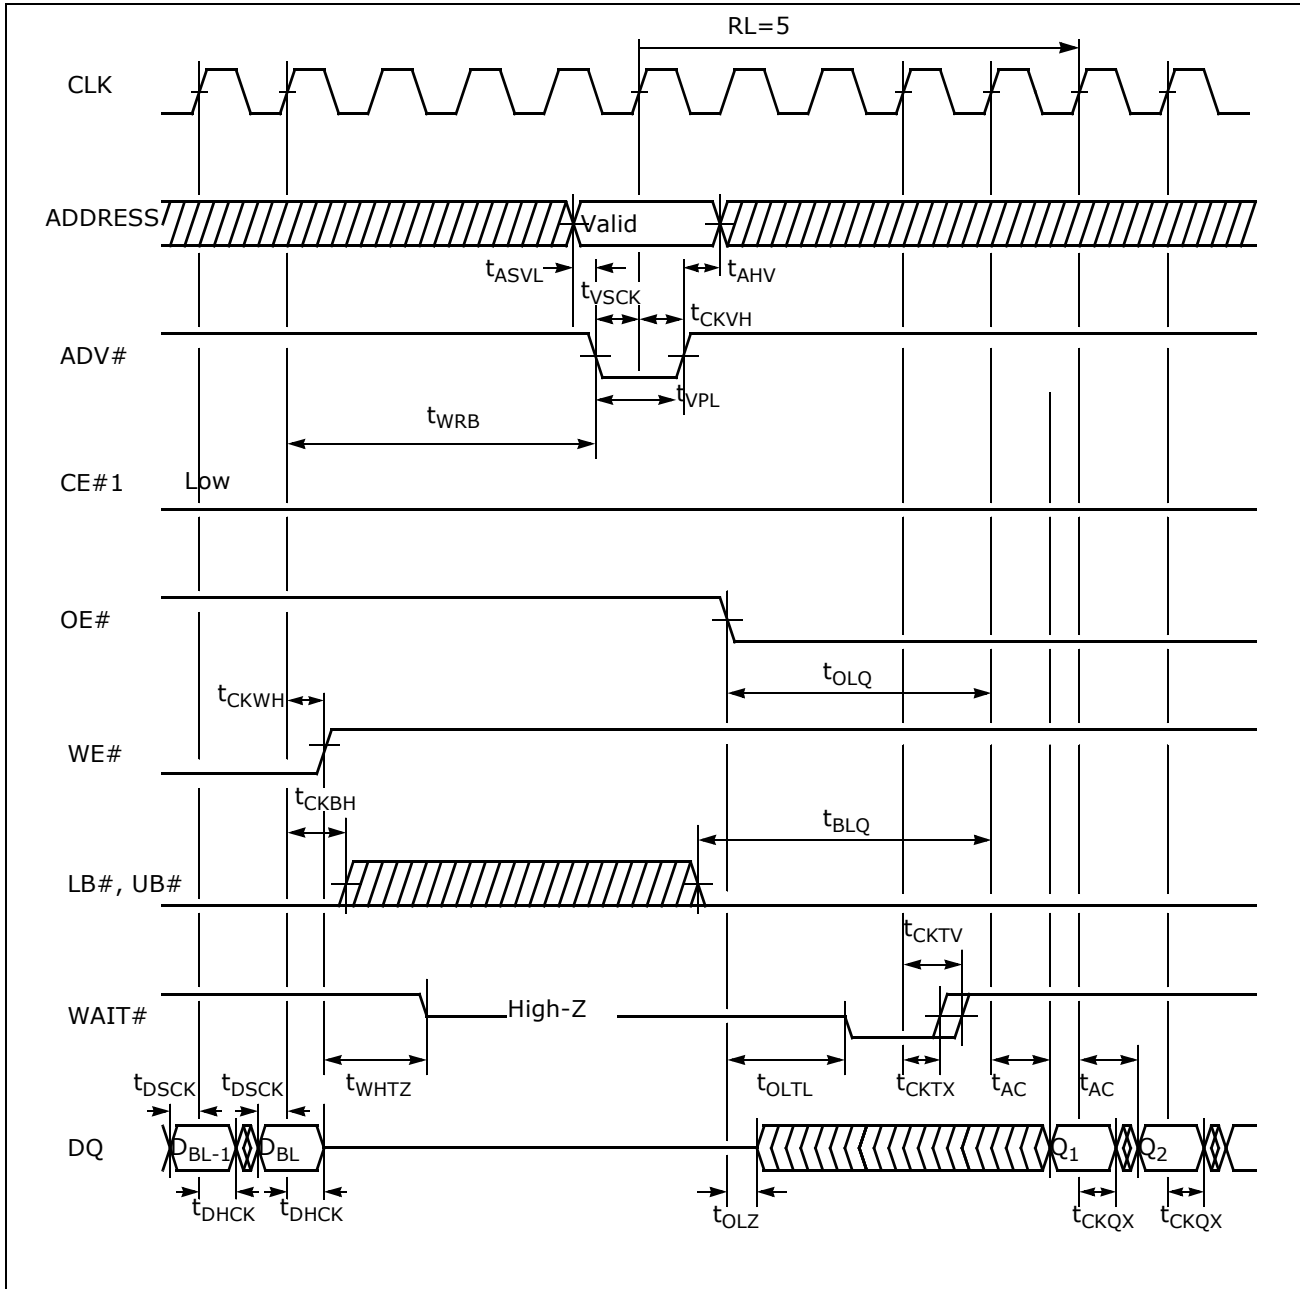 RL=5
CLK
ADDRESS
Valid
tASVL
tAHV
tVSCK
tCKVH
ADV#
tVPL
tWRB
CE#1
Low
OE#
tOLQ
tCKWH
WE#
tCKBH
tBLQ
LB#, UB#
tCKTV
WAIT#
High-Z
tDSCK
tDSCK
tWHTZ
tOLTL
tCKTX
tAC
tAC
DQ
DBL-1
DBL
Q1
Q2
tDHCK
tDHCK
tOLZ
tCKQX
tCKQX